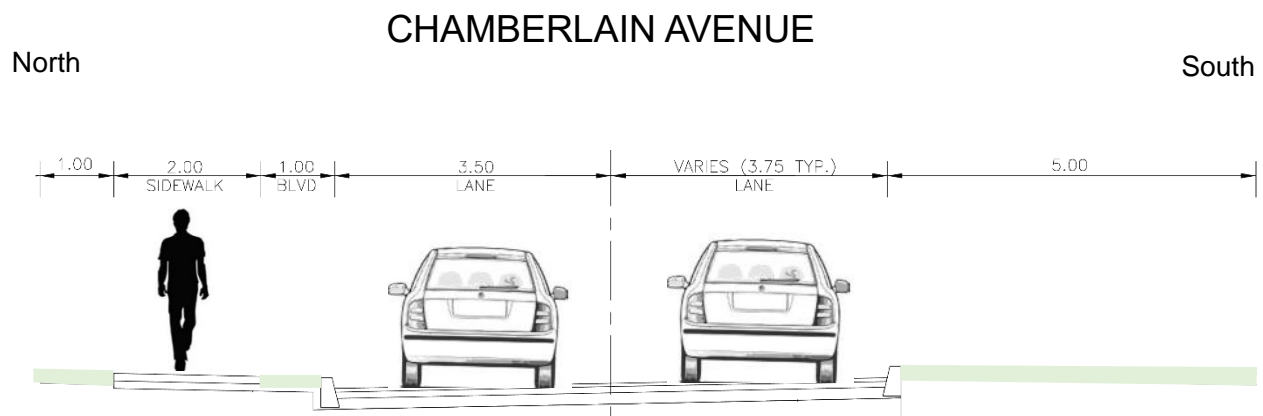 CHAMBERLAIN AVENUE
North
South
1.00
2.00
SIDEWALK
1.00
BLVD
3.50
LANE
VARIES (3.75 TYP.)
LANE
5.00